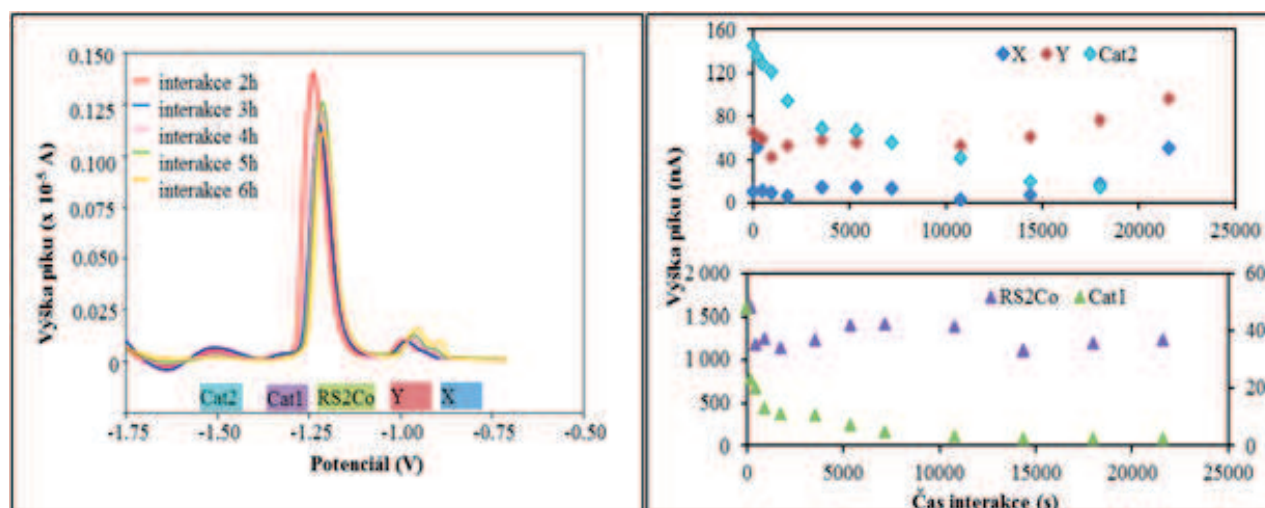 0.150
0.125
0.100
0.075
0.050
0.025
0
Výška píku (x 10⁻⁵ A)
interakce 2h
interakce 3h
interakce 4h
interakce 5h
interakce 6h
Cat2 Cat1 RS2Co Y X
-1.75 -1.50 -1.25 -1.00 -0.75 -0.50
Potenciál (V)
160
120
80
40
0
X Y Cat2
0 5000 10000 15000 20000 25000
Výška píku (nA)
2 000
1 500
1 000
500
0
RS2Co Cat1
60
40
20
0
0 5000 10000 15000 20000 25000
Čas interakce (s)